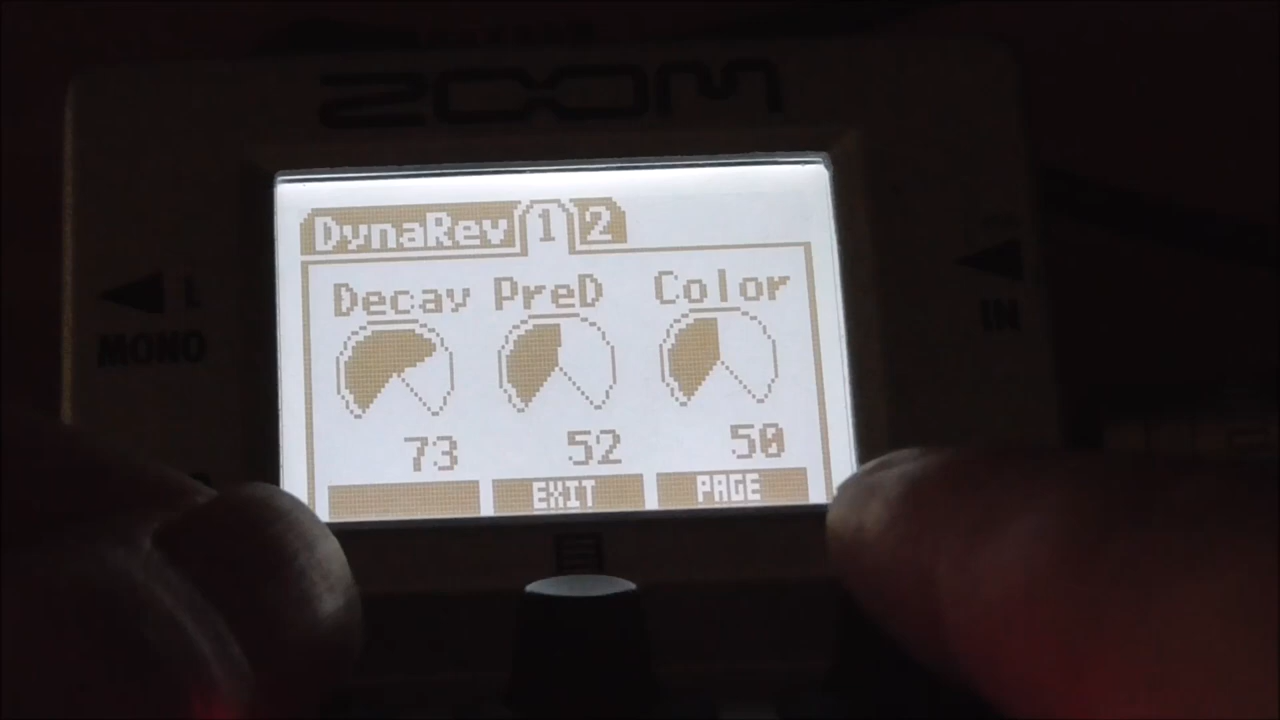 ZOOM
DynaRev 1 2
Decay PreD Color
73 52 50
EXIT PAGE
MONO
IN